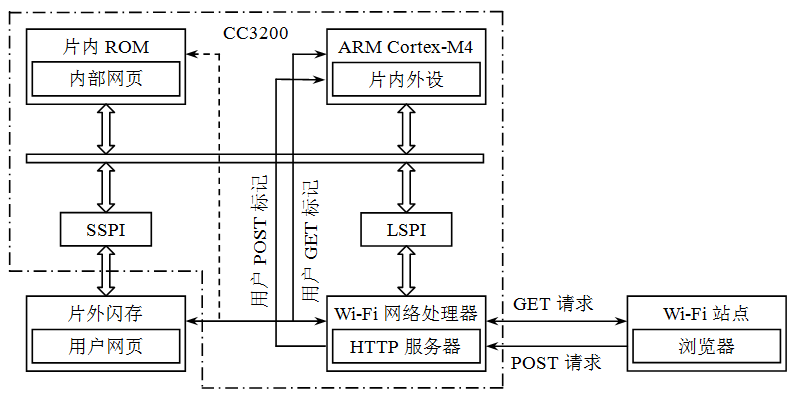 CC3200
片内 ROM
内部网页
ARM Cortex-M4
片内外设
SSPI
用户 POST 标记
用户 GET 标记
LSPI
片外闪存
用户网页
Wi-Fi 网络处理器
HTTP 服务器
GET 请求
POST 请求
Wi-Fi 站点
浏览器